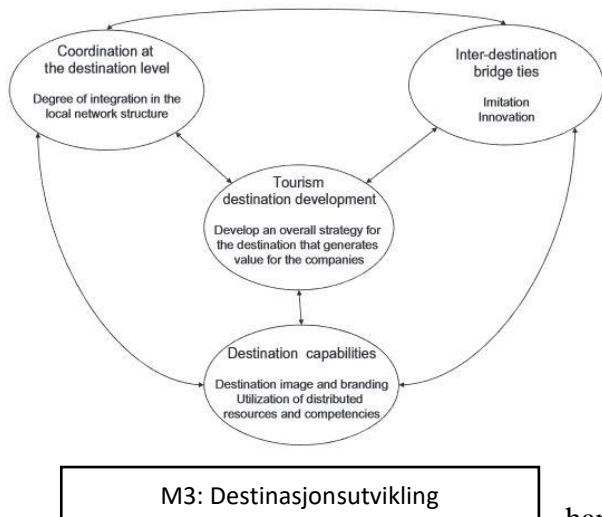 Coordination at
the destination level
Degree of integration in the
local network structure
Inter-destination
bridge ties
Imitation
Innovation
Tourism
destination development
Develop an overall strategy for
the destination that generates
value for the companies
Destination capabilities
Destination image and branding
Utilization of distributed
resources and competencies
M3: Destinasjonsutvikling